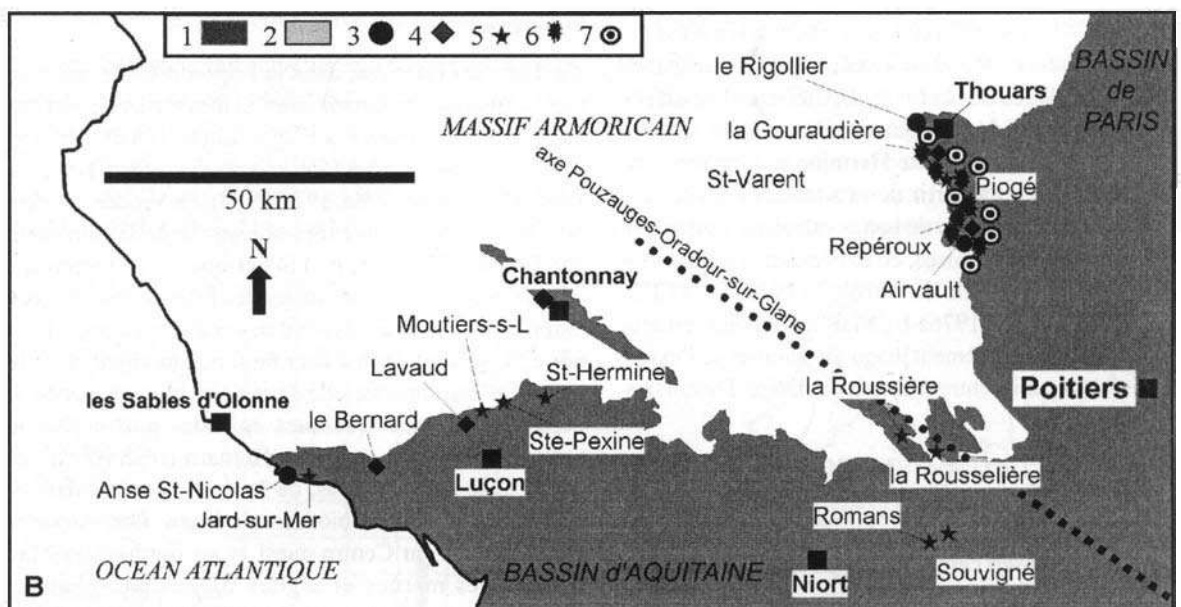 1 2 3 4 5 6 7
BASSIN
de
PARIS
le Rigollier
Thouars
MASSIF ARMORICAIN
la Gouraudière
axe Pouzauges-Oradour-sur-Glane
St-Varent
Piogé
50 km
N
Repéroux
Airvault
Chantonnay
Moutiers-s-L
Lavaud
St-Hermine
la Roussière
Poitiers
les Sables d'Olonne
le Bernard
Ste-Pexine
Luçon
la Rousselière
Anse St-Nicolas
Jard-sur-Mer
Romans
B
OCEAN ATLANTIQUE
BASSIN d'AQUITAINE
Niort
Souvigné